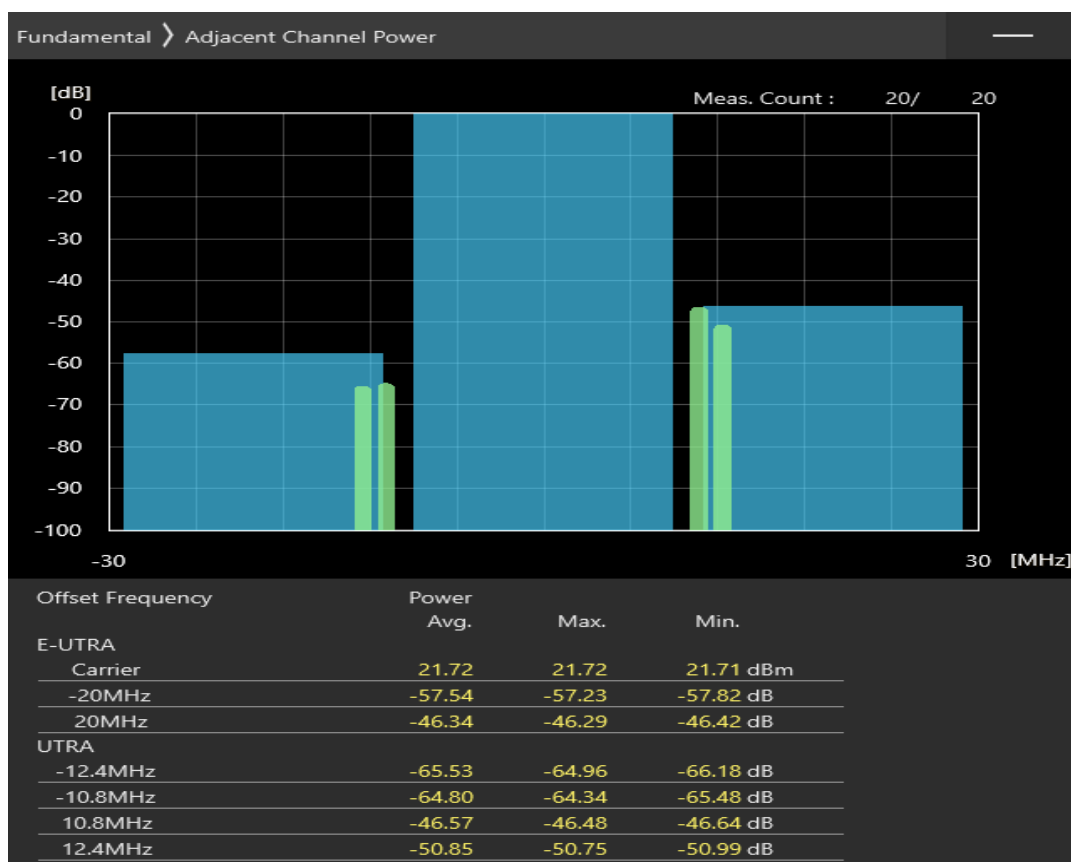 Fundamental ❯ Adjacent Channel Power
[dB]
Meas. Count : 20/ 20
0
-10
-20
-30
-40
-50
-60
-70
-80
-90
-100
-30 30 [MHz]
Offset Frequency Power
Avg. Max. Min.
E-UTRA
Carrier 21.72 21.72 21.71 dBm
-20MHz -57.54 -57.23 -57.82 dB
20MHz -46.34 -46.29 -46.42 dB
UTRA
-12.4MHz -65.53 -64.96 -66.18 dB
-10.8MHz -64.80 -64.34 -65.48 dB
10.8MHz -46.57 -46.48 -46.64 dB
12.4MHz -50.85 -50.75 -50.99 dB